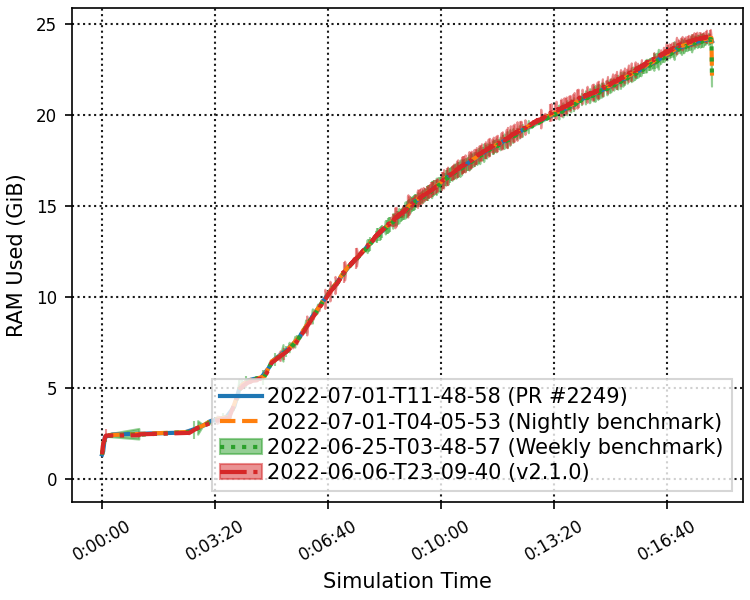 25
20
15
10
5
0
RAM Used (GiB)
2022-07-01-T11-48-58 (PR #2249)
2022-07-01-T04-05-53 (Nightly benchmark)
2022-06-25-T03-48-57 (Weekly benchmark)
2022-06-06-T23-09-40 (v2.1.0)
0:00:00
0:03:20
0:06:40
0:10:00
0:13:20
0:16:40
Simulation Time